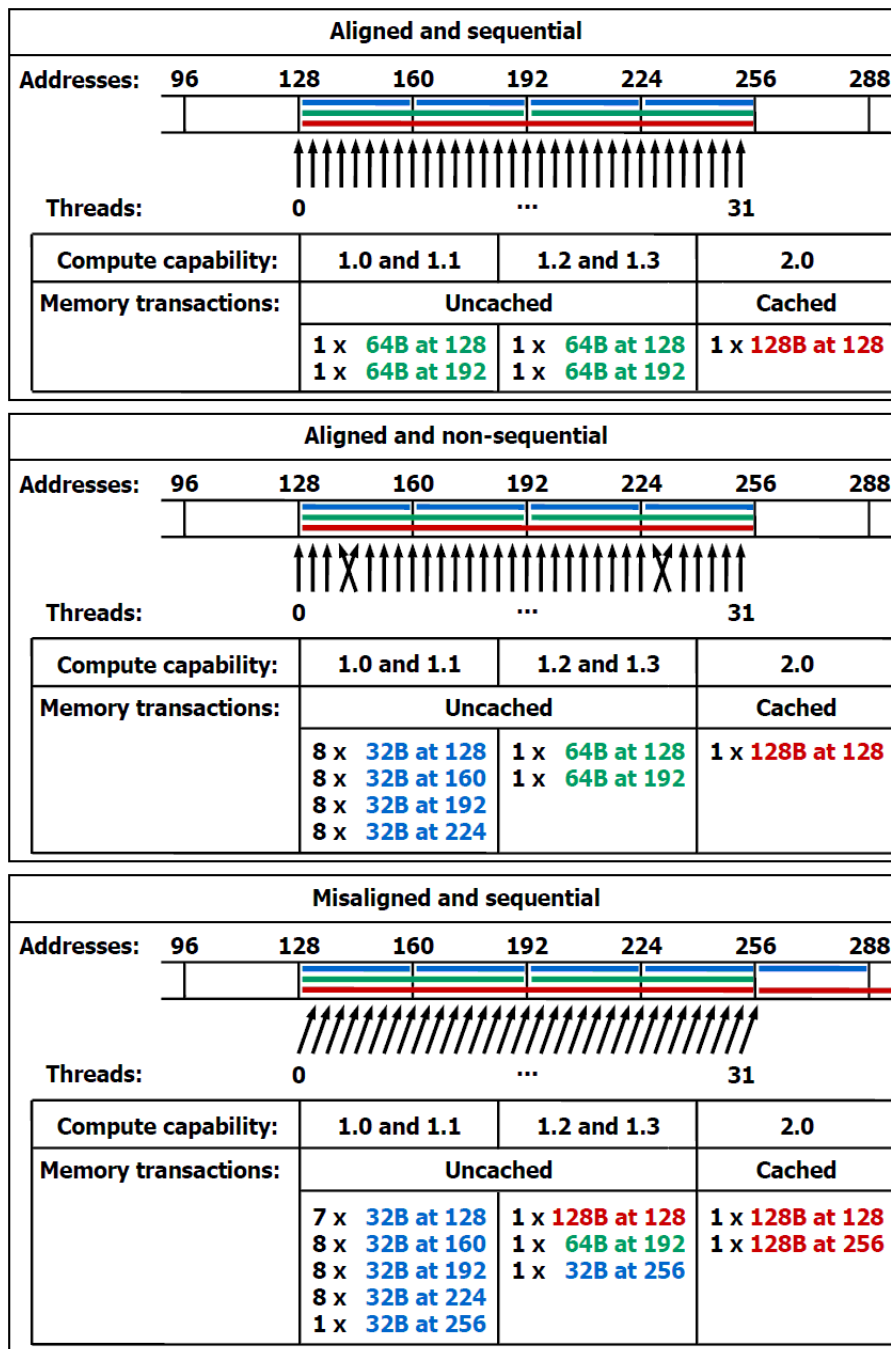 Aligned and sequential
Addresses: 96 128 160 192 224 256 288
Threads: 0 ... 31
Compute capability: 1.0 and 1.1 1.2 and 1.3 2.0
Memory transactions: Uncached Cached
1 x 64B at 128 1 x 64B at 128 1 x 128B at 128
1 x 64B at 192 1 x 64B at 192
Aligned and non-sequential
Addresses: 96 128 160 192 224 256 288
Threads: 0 ... 31
Compute capability: 1.0 and 1.1 1.2 and 1.3 2.0
Memory transactions: Uncached Cached
8 x 32B at 128 1 x 64B at 128 1 x 128B at 128
8 x 32B at 160 1 x 64B at 192
8 x 32B at 192
8 x 32B at 224
Misaligned and sequential
Addresses: 96 128 160 192 224 256 288
Threads: 0 ... 31
Compute capability: 1.0 and 1.1 1.2 and 1.3 2.0
Memory transactions: Uncached Cached
7 x 32B at 128 1 x 128B at 128 1 x 128B at 128
8 x 32B at 160 1 x 64B at 192 1 x 128B at 256
8 x 32B at 192 1 x 32B at 256
8 x 32B at 224
1 x 32B at 256